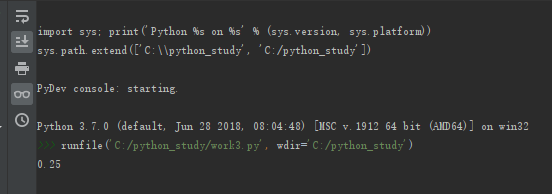 import sys; print('Python %s on %s' % (sys.version, sys.platform))
sys.path.extend(['C:\\python_study', 'C:/python_study'])
PyDev console: starting.
Python 3.7.0 (default, Jun 28 2018, 08:04:48) [MSC v.1912 64 bit (AMD64)] on win32
>>> runfile('C:/python_study/work3.py', wdir='C:/python_study')
0.25